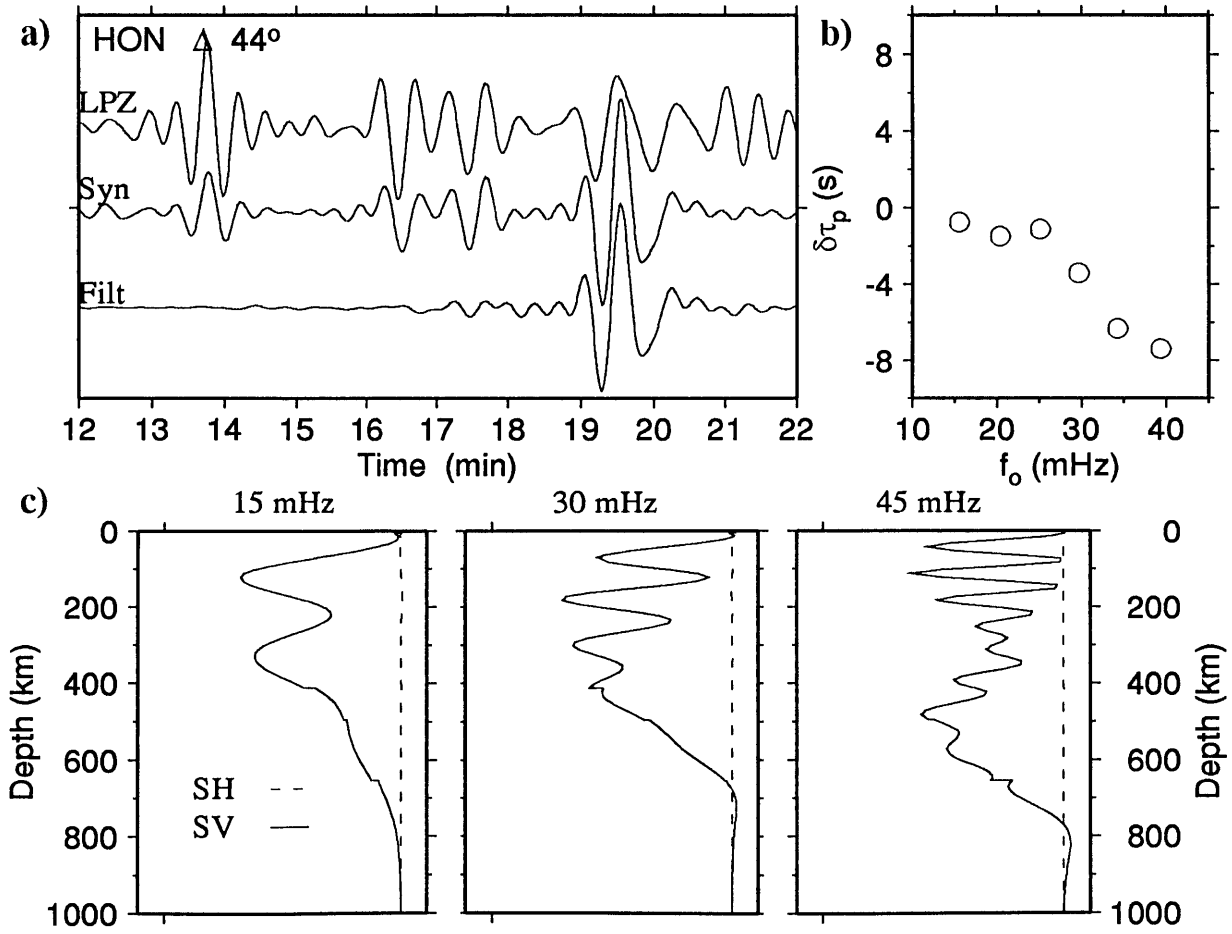 a)
HON Δ 44º
LPZ
Syn
Filt
12 13 14 15 16 17 18 19 20 21 22
Time (min)
b)
8
4
0
-4
-8
δτp (s)
10 20 30 40
fo (mHz)
c)
15 mHz 30 mHz 45 mHz
0
200
400
600
800
1000
Depth (km)
SH
SV
0
200
400
600
800
1000
Depth (km)